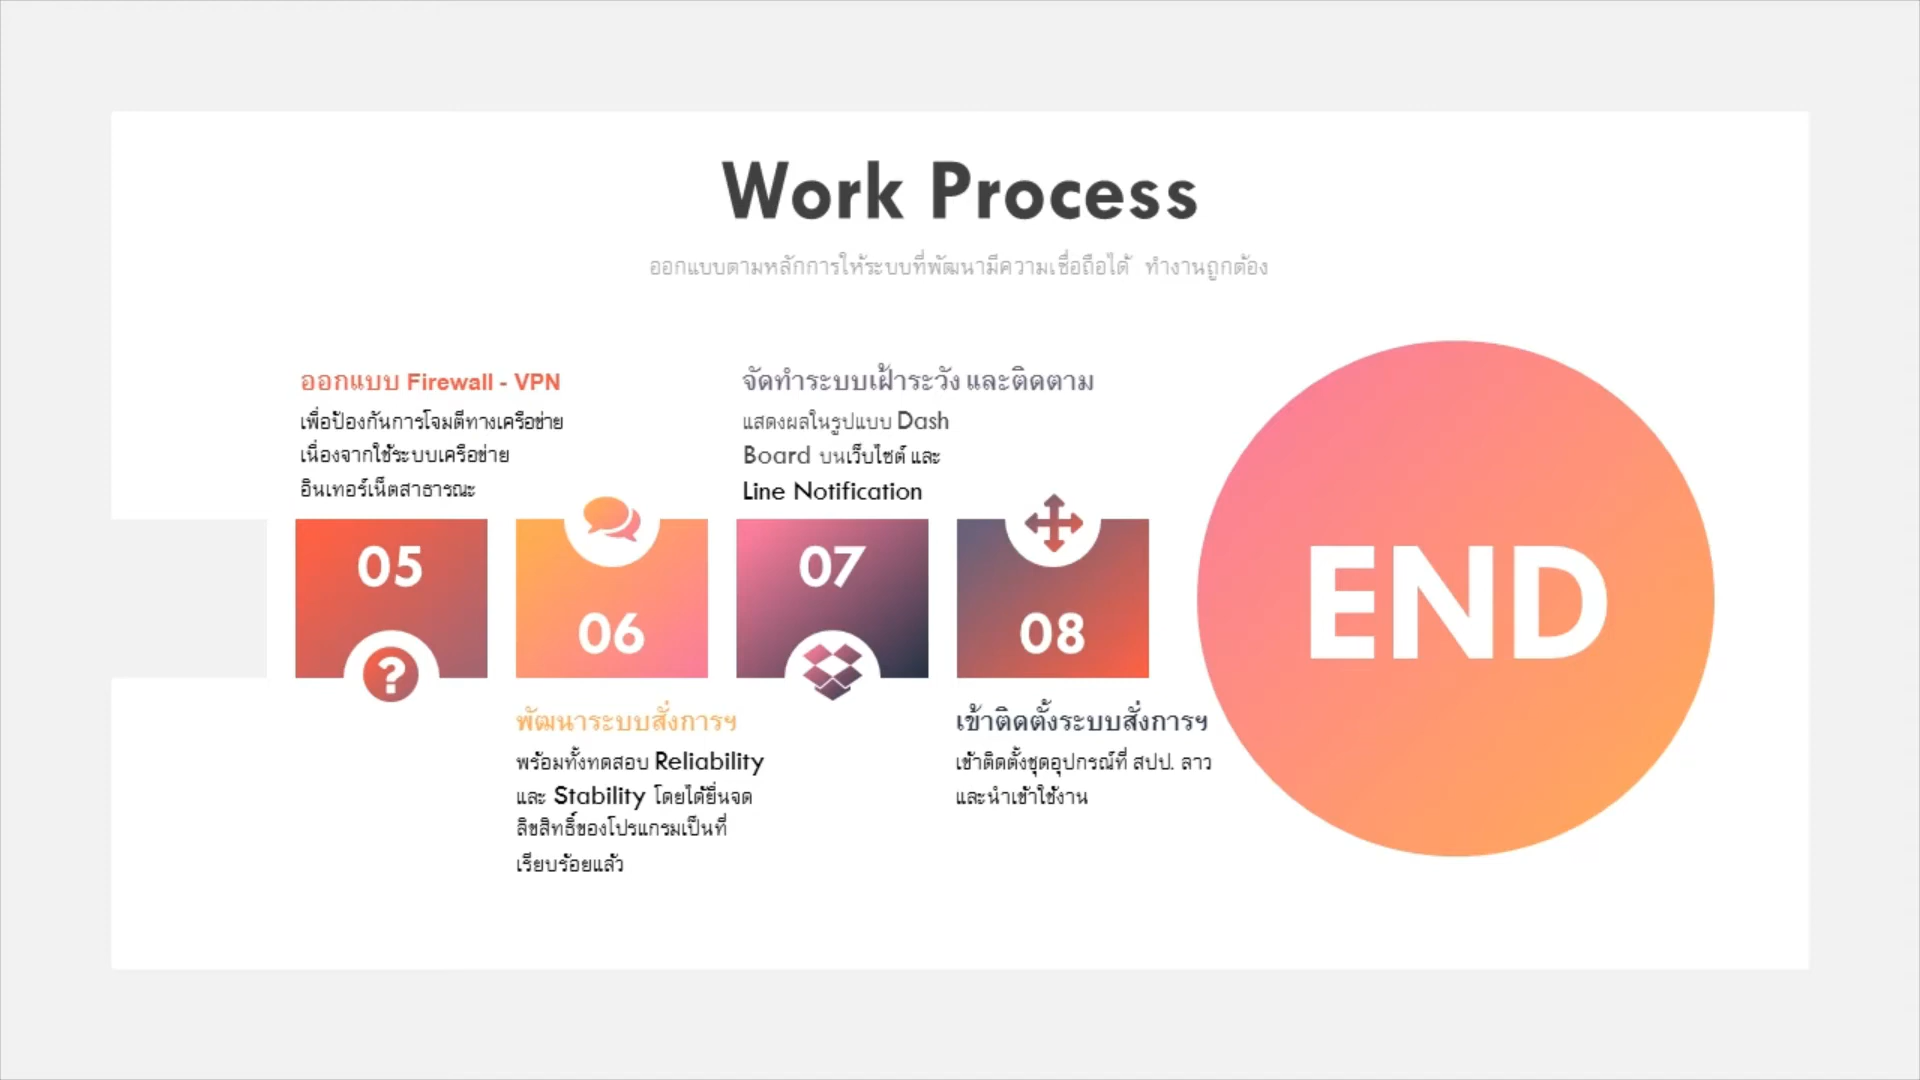 Work Process
ออกแบบตามหลักการให้ระบบที่พัฒนามีความเชื่อถือได้ ทำงานถูกต้อง
ออกแบบ Firewall - VPN
เพื่อป้องกันการโจมตีทางเครือข่าย
เนื่องจากใช้ระบบเครือข่าย
อินเทอร์เน็ตสาธารณะ
05
06
พัฒนาระบบสั่งการฯ
พร้อมทั้งทดสอบ Reliability
และ Stability โดยได้ยื่นจด
ลิขสิทธิ์ของโปรแกรมเป็นที่
เรียบร้อยแล้ว
จัดทำระบบเฝ้าระวัง และติดตาม
แสดงผลในรูปแบบ Dash
Board บนเว็บไซต์ และ
Line Notification
07
08
เข้าติดตั้งระบบสั่งการฯ
เข้าติดตั้งชุดอุปกรณ์ที่ สปป. ลาว
และนำเข้าใช้งาน
END